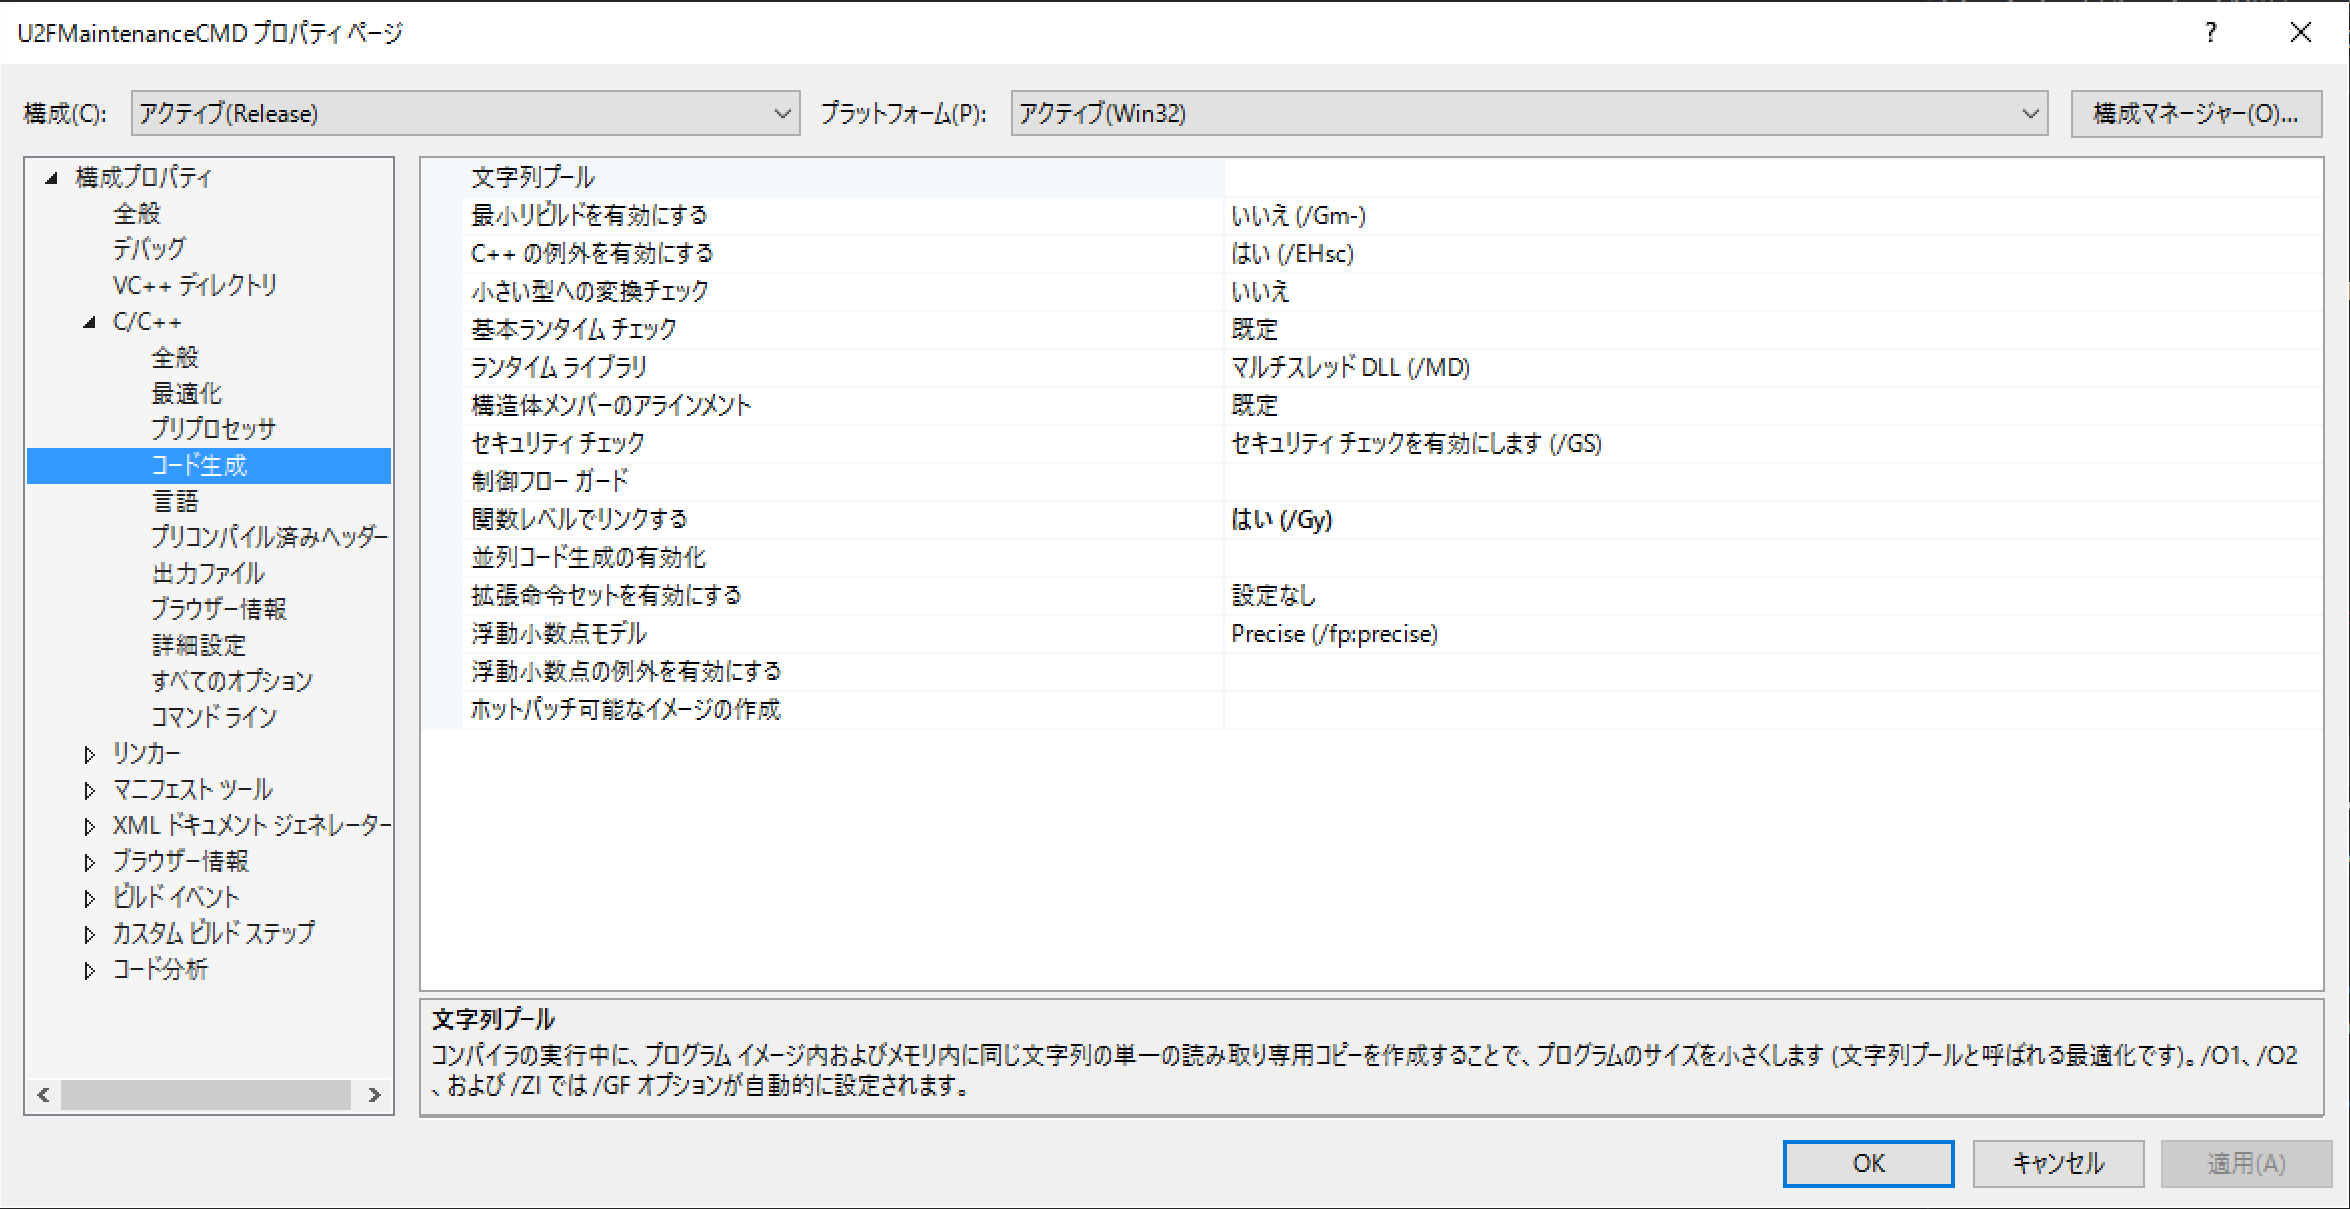 U2FMaintenanceCMD プロパティ ページ
?
構成(C):
アクティブ(Release)
プラットフォーム(P):
アクティブ(Win32)
構成マネージャー(O)...
構成プロパティ
全般
デバッグ
VC++ ディレクトリ
C/C++
全般
最適化
プリプロセッサ
コード生成
言語
プリコンパイル済みヘッダー
出力ファイル
ブラウザー情報
詳細設定
すべてのオプション
コマンド ライン
リンカー
マニフェスト ツール
XML ドキュメント ジェネレーター
ブラウザー情報
ビルド イベント
カスタム ビルド ステップ
コード分析
文字列プール
最小リビルドを有効にする いいえ (/Gm-)
C++ の例外を有効にする はい (/EHsc)
小さい型への変換チェック いいえ
基本ランタイム チェック 既定
ランタイム ライブラリ マルチスレッド DLL (/MD)
構造体メンバーのアラインメント 既定
セキュリティ チェック セキュリティ チェックを有効にします (/GS)
制御フロー ガード
関数レベルでリンクする はい (/Gy)
並列コード生成の有効化
拡張命令セットを有効にする 設定なし
浮動小数点モデル Precise (/fp:precise)
浮動小数点の例外を有効にする
ホットパッチ可能なイメージの作成
文字列プール
コンパイラの実行中に、プログラム イメージ内およびメモリ内に同じ文字列の単一の読み取り専用コピーを作成することで、プログラムのサイズを小さくします (文字列プールと呼ばれる最適化です)。/O1、/O2
、および /ZI では /GF オプションが自動的に設定されます。
OK
キャンセル
適用(A)